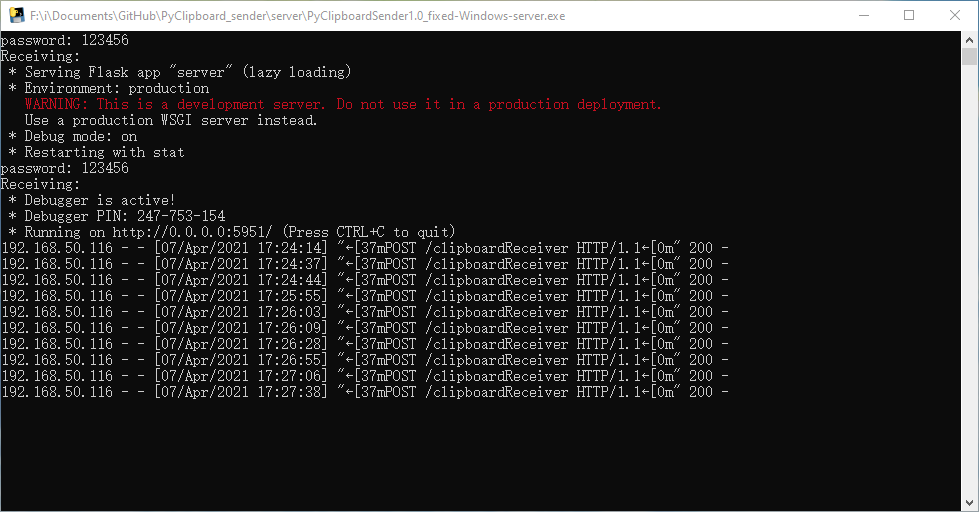 F:\i\Documents\GitHub\PyClipboard_sender\server\PyClipboardSender1.0_fixed-Windows-server.exe
password: 123456
Receiving:
 * Serving Flask app "server" (lazy loading)
 * Environment: production
   WARNING: This is a development server. Do not use it in a production deployment.
   Use a production WSGI server instead.
 * Debug mode: on
 * Restarting with stat
password: 123456
Receiving:
 * Debugger is active!
 * Debugger PIN: 247-753-154
 * Running on http://0.0.0.0:5951/ (Press CTRL+C to quit)
192.168.50.116 - - [07/Apr/2021 17:24:14] "←[37mPOST /clipboardReceiver HTTP/1.1←[0m" 200 -
192.168.50.116 - - [07/Apr/2021 17:24:37] "←[37mPOST /clipboardReceiver HTTP/1.1←[0m" 200 -
192.168.50.116 - - [07/Apr/2021 17:24:44] "←[37mPOST /clipboardReceiver HTTP/1.1←[0m" 200 -
192.168.50.116 - - [07/Apr/2021 17:25:55] "←[37mPOST /clipboardReceiver HTTP/1.1←[0m" 200 -
192.168.50.116 - - [07/Apr/2021 17:26:03] "←[37mPOST /clipboardReceiver HTTP/1.1←[0m" 200 -
192.168.50.116 - - [07/Apr/2021 17:26:09] "←[37mPOST /clipboardReceiver HTTP/1.1←[0m" 200 -
192.168.50.116 - - [07/Apr/2021 17:26:28] "←[37mPOST /clipboardReceiver HTTP/1.1←[0m" 200 -
192.168.50.116 - - [07/Apr/2021 17:26:55] "←[37mPOST /clipboardReceiver HTTP/1.1←[0m" 200 -
192.168.50.116 - - [07/Apr/2021 17:27:06] "←[37mPOST /clipboardReceiver HTTP/1.1←[0m" 200 -
192.168.50.116 - - [07/Apr/2021 17:27:38] "←[37mPOST /clipboardReceiver HTTP/1.1←[0m" 200 -